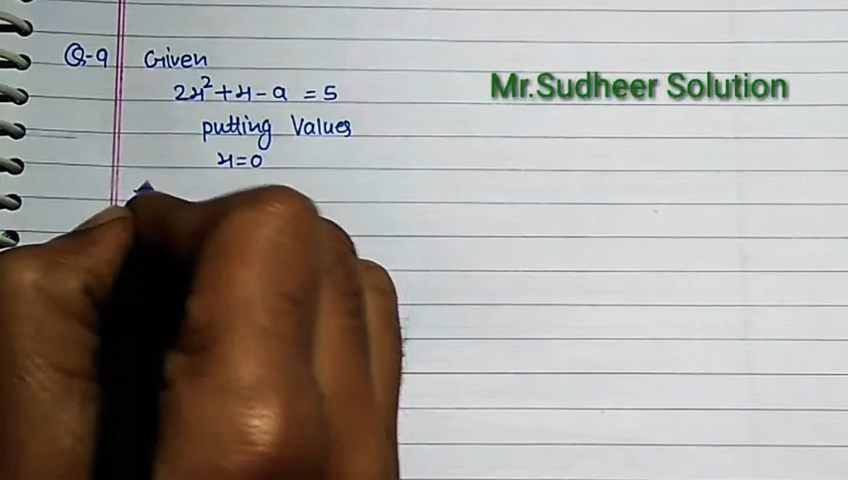 Q-9 Given
2x²+x-a = 5
putting Values
x=0
Mr.Sudheer Solution